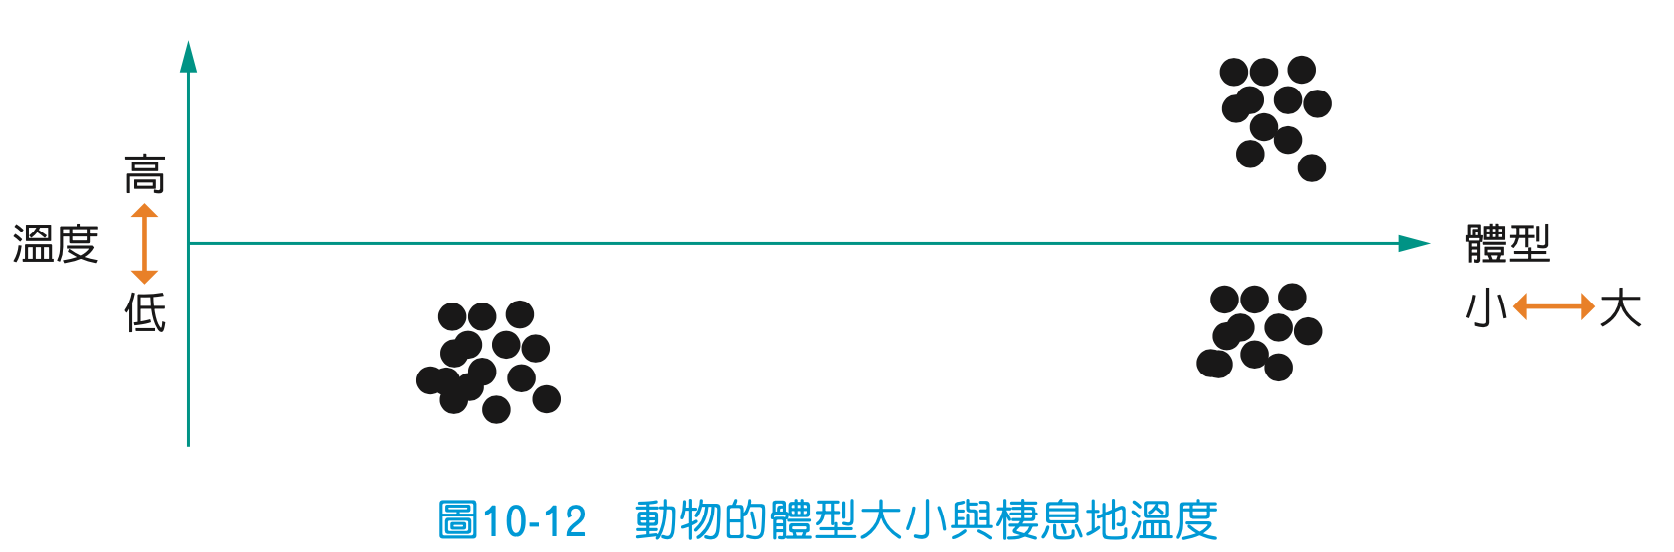 高
溫度
低
體型
小 大
圖10-12 動物的體型大小與棲息地溫度